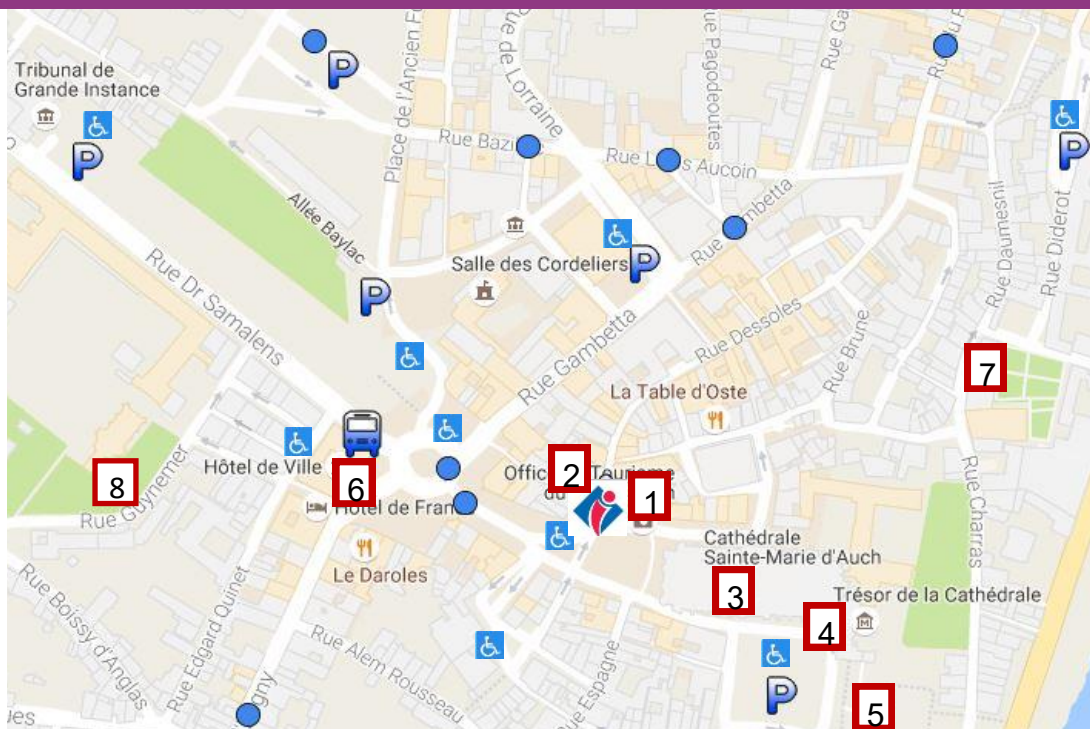 Tribunal de
Grande Instance
P
P
Place de l'Ancien
ne de Lorraine
Rue Pagodeoutes
Rue
P
Rue
Rue
Aucoin
Allée Baylac
Salle des Cordeliers
P
P
Rue Gambetta
Rue Daumesnil
Rue Diderot
Rue Dr Samalens
Rue Gambetta
Rue Dessoles
Rue Brune
La Table d'Oste
7
Hôtel de Ville
6
8
Rue Guynemer
Hôtel de
2
Tourisme
1
Cathédrale
Sainte-Marie d'Auch
3
Rue Charras
Le Daroles
Trésor de la Cathédrale
4
Rue Boissy d'Anglas
Rue Edgard Quinet
Rue Alem Rousseau
Rue Espagne
P
5